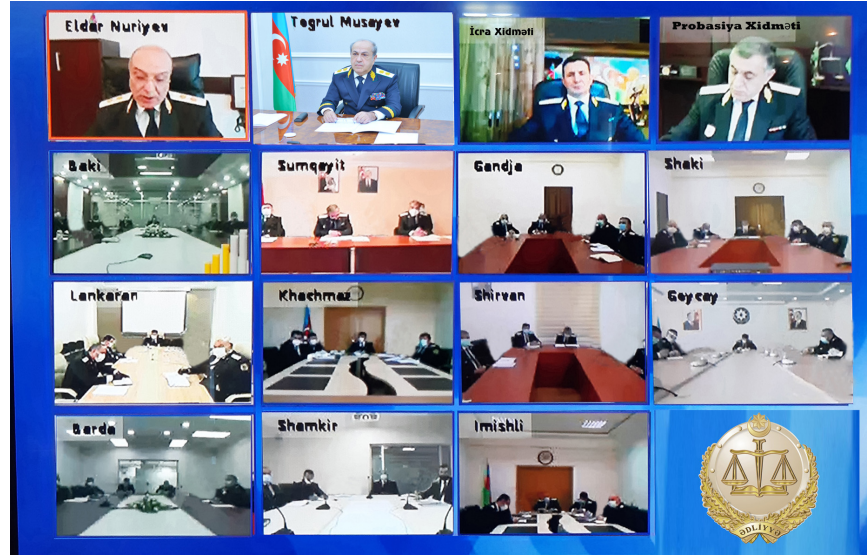 Eldar Nuriyev
Togrul Musayev
İcra Xidməti
Probasiya Xidməti
Baki
Sumqayit
Gandja
Shaki
Lankaran
Khachmaz
Shirvan
Goycay
Barda
Shamkir
Imishli
ƏDLİYYƏ